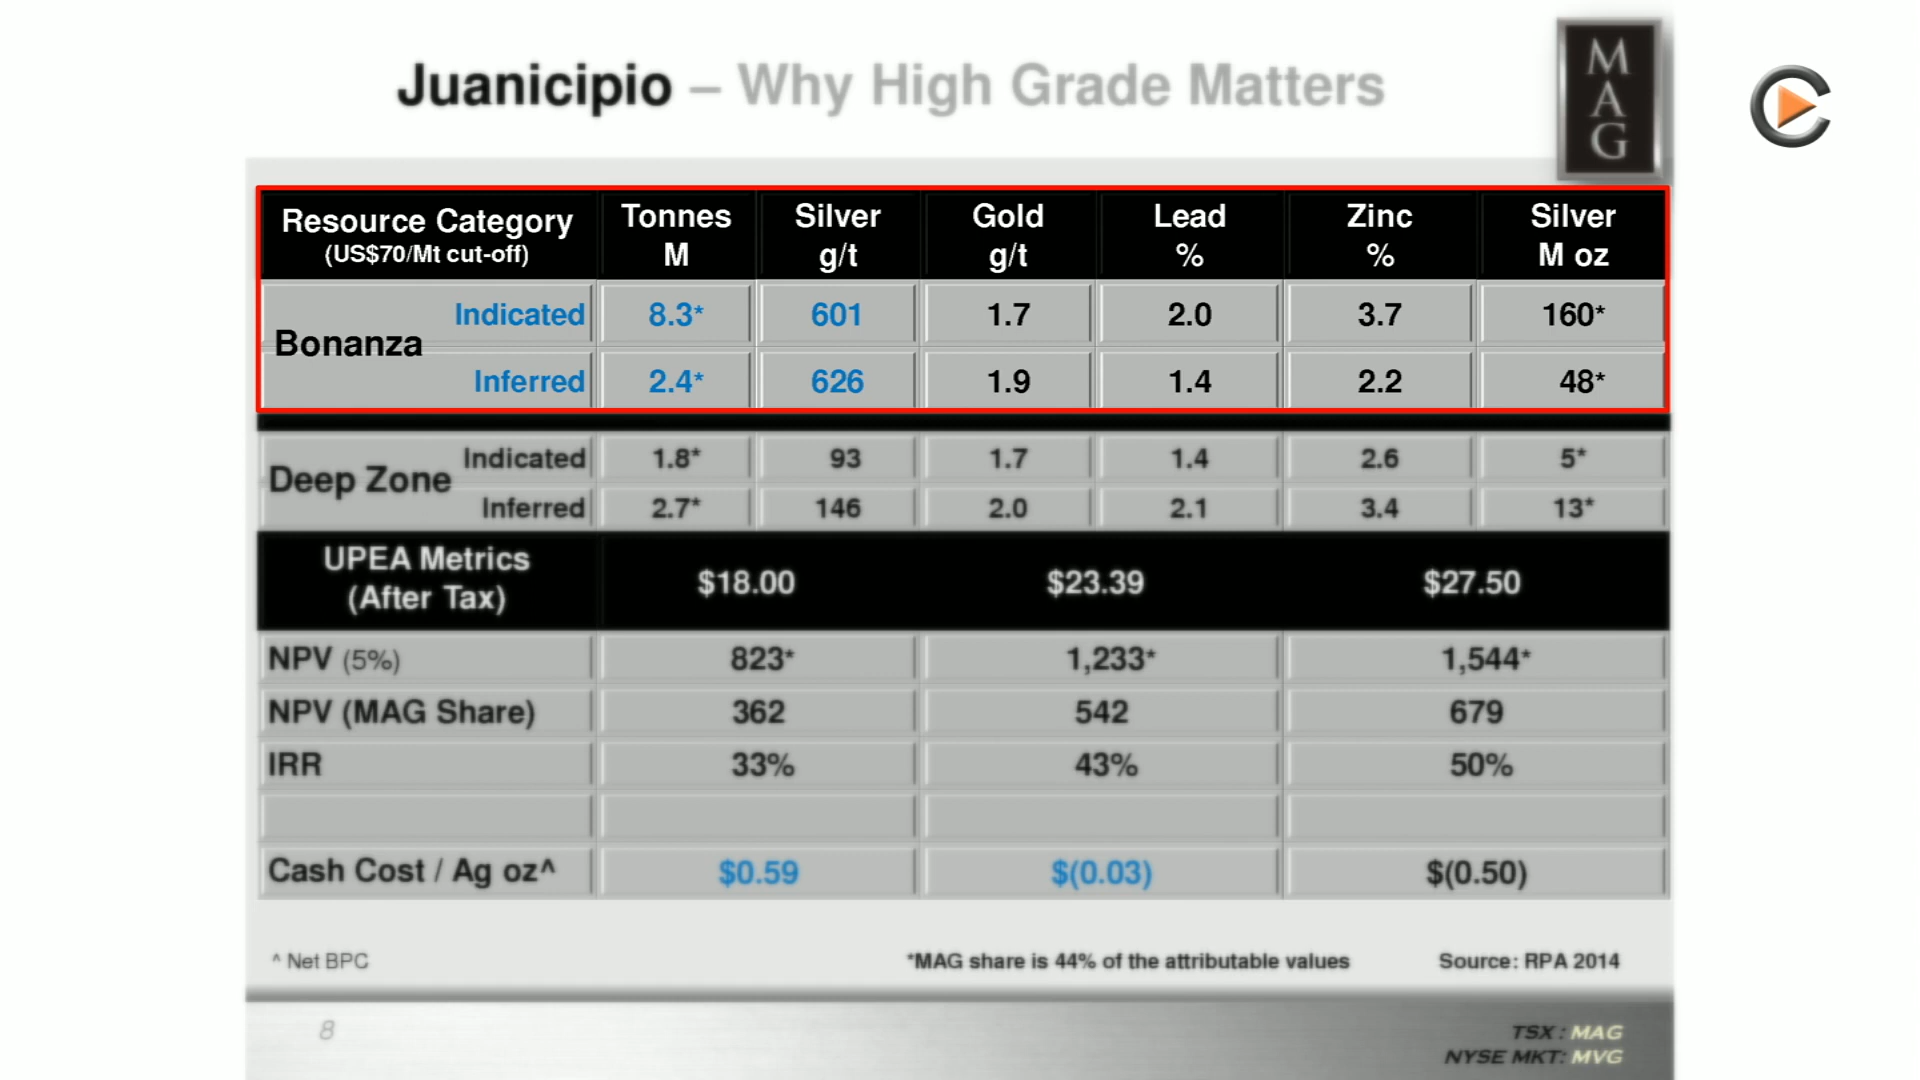 Juanicipio – Why High Grade Matters
M
A
G
Resource Category
(US$70/Mt cut-off)
Tonnes
M
Silver
g/t
Gold
g/t
Lead
%
Zinc
%
Silver
M oz
Bonanza
Indicated 8.3* 601 1.7 2.0 3.7 160*
Inferred 2.4* 626 1.9 1.4 2.2 48*
Deep Zone
Indicated 1.8* 93 1.7 1.4 2.6 5*
Inferred 2.7* 146 2.0 2.1 3.4 13*
UPEA Metrics
(After Tax)
$18.00 $23.39 $27.50
NPV (5%) 823* 1,233* 1,544*
NPV (MAG Share) 362 542 679
IRR 33% 43% 50%
Cash Cost / Ag oz^ $0.59 $(0.03) $(0.50)
^ Net BPC *MAG share is 44% of the attributable values Source: RPA 2014
8
TSX : MAG
NYSE MKT: MVG